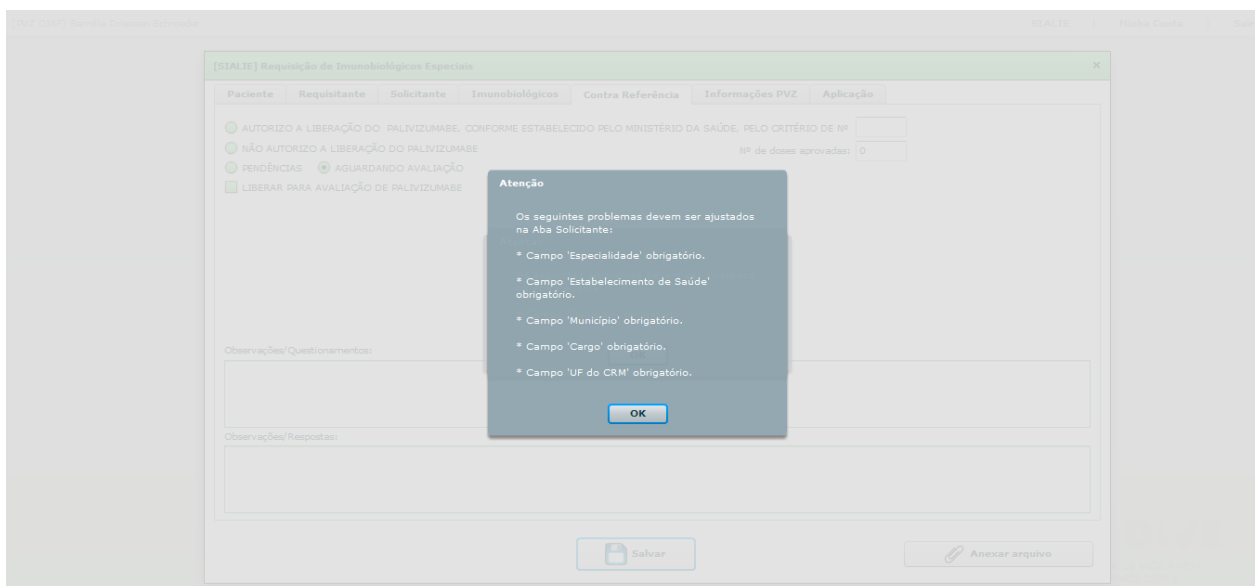 SIALIE
Minha Conta
[SIALIE] Requisição de Imunobiológicos Especiais
×
Paciente Requisitante Solicitante Imunobiológicos Contra Referência Informações PVZ Aplicação
AUTORIZO A LIBERAÇÃO DO PALIVIZUMABE, CONFORME ESTABELECIDO PELO MINISTÉRIO DA SAÚDE, PELO CRITÉRIO DE Nº
NÃO AUTORIZO A LIBERAÇÃO DO PALIVIZUMABE
Nº de doses aprovadas: 0
PENDÊNCIAS AGUARDANDO AVALIAÇÃO
LIBERAR PARA AVALIAÇÃO DE PALIVIZUMABE
Atenção
Os seguintes problemas devem ser ajustados
na Aba Solicitante:
* Campo 'Especialidade' obrigatório.
* Campo 'Estabelecimento de Saúde'
obrigatório.
* Campo 'Município' obrigatório.
* Campo 'Cargo' obrigatório.
* Campo 'UF do CRM' obrigatório.
OK
Observações/Questionamentos:
Observações/Respostas:
Salvar
Anexar arquivo